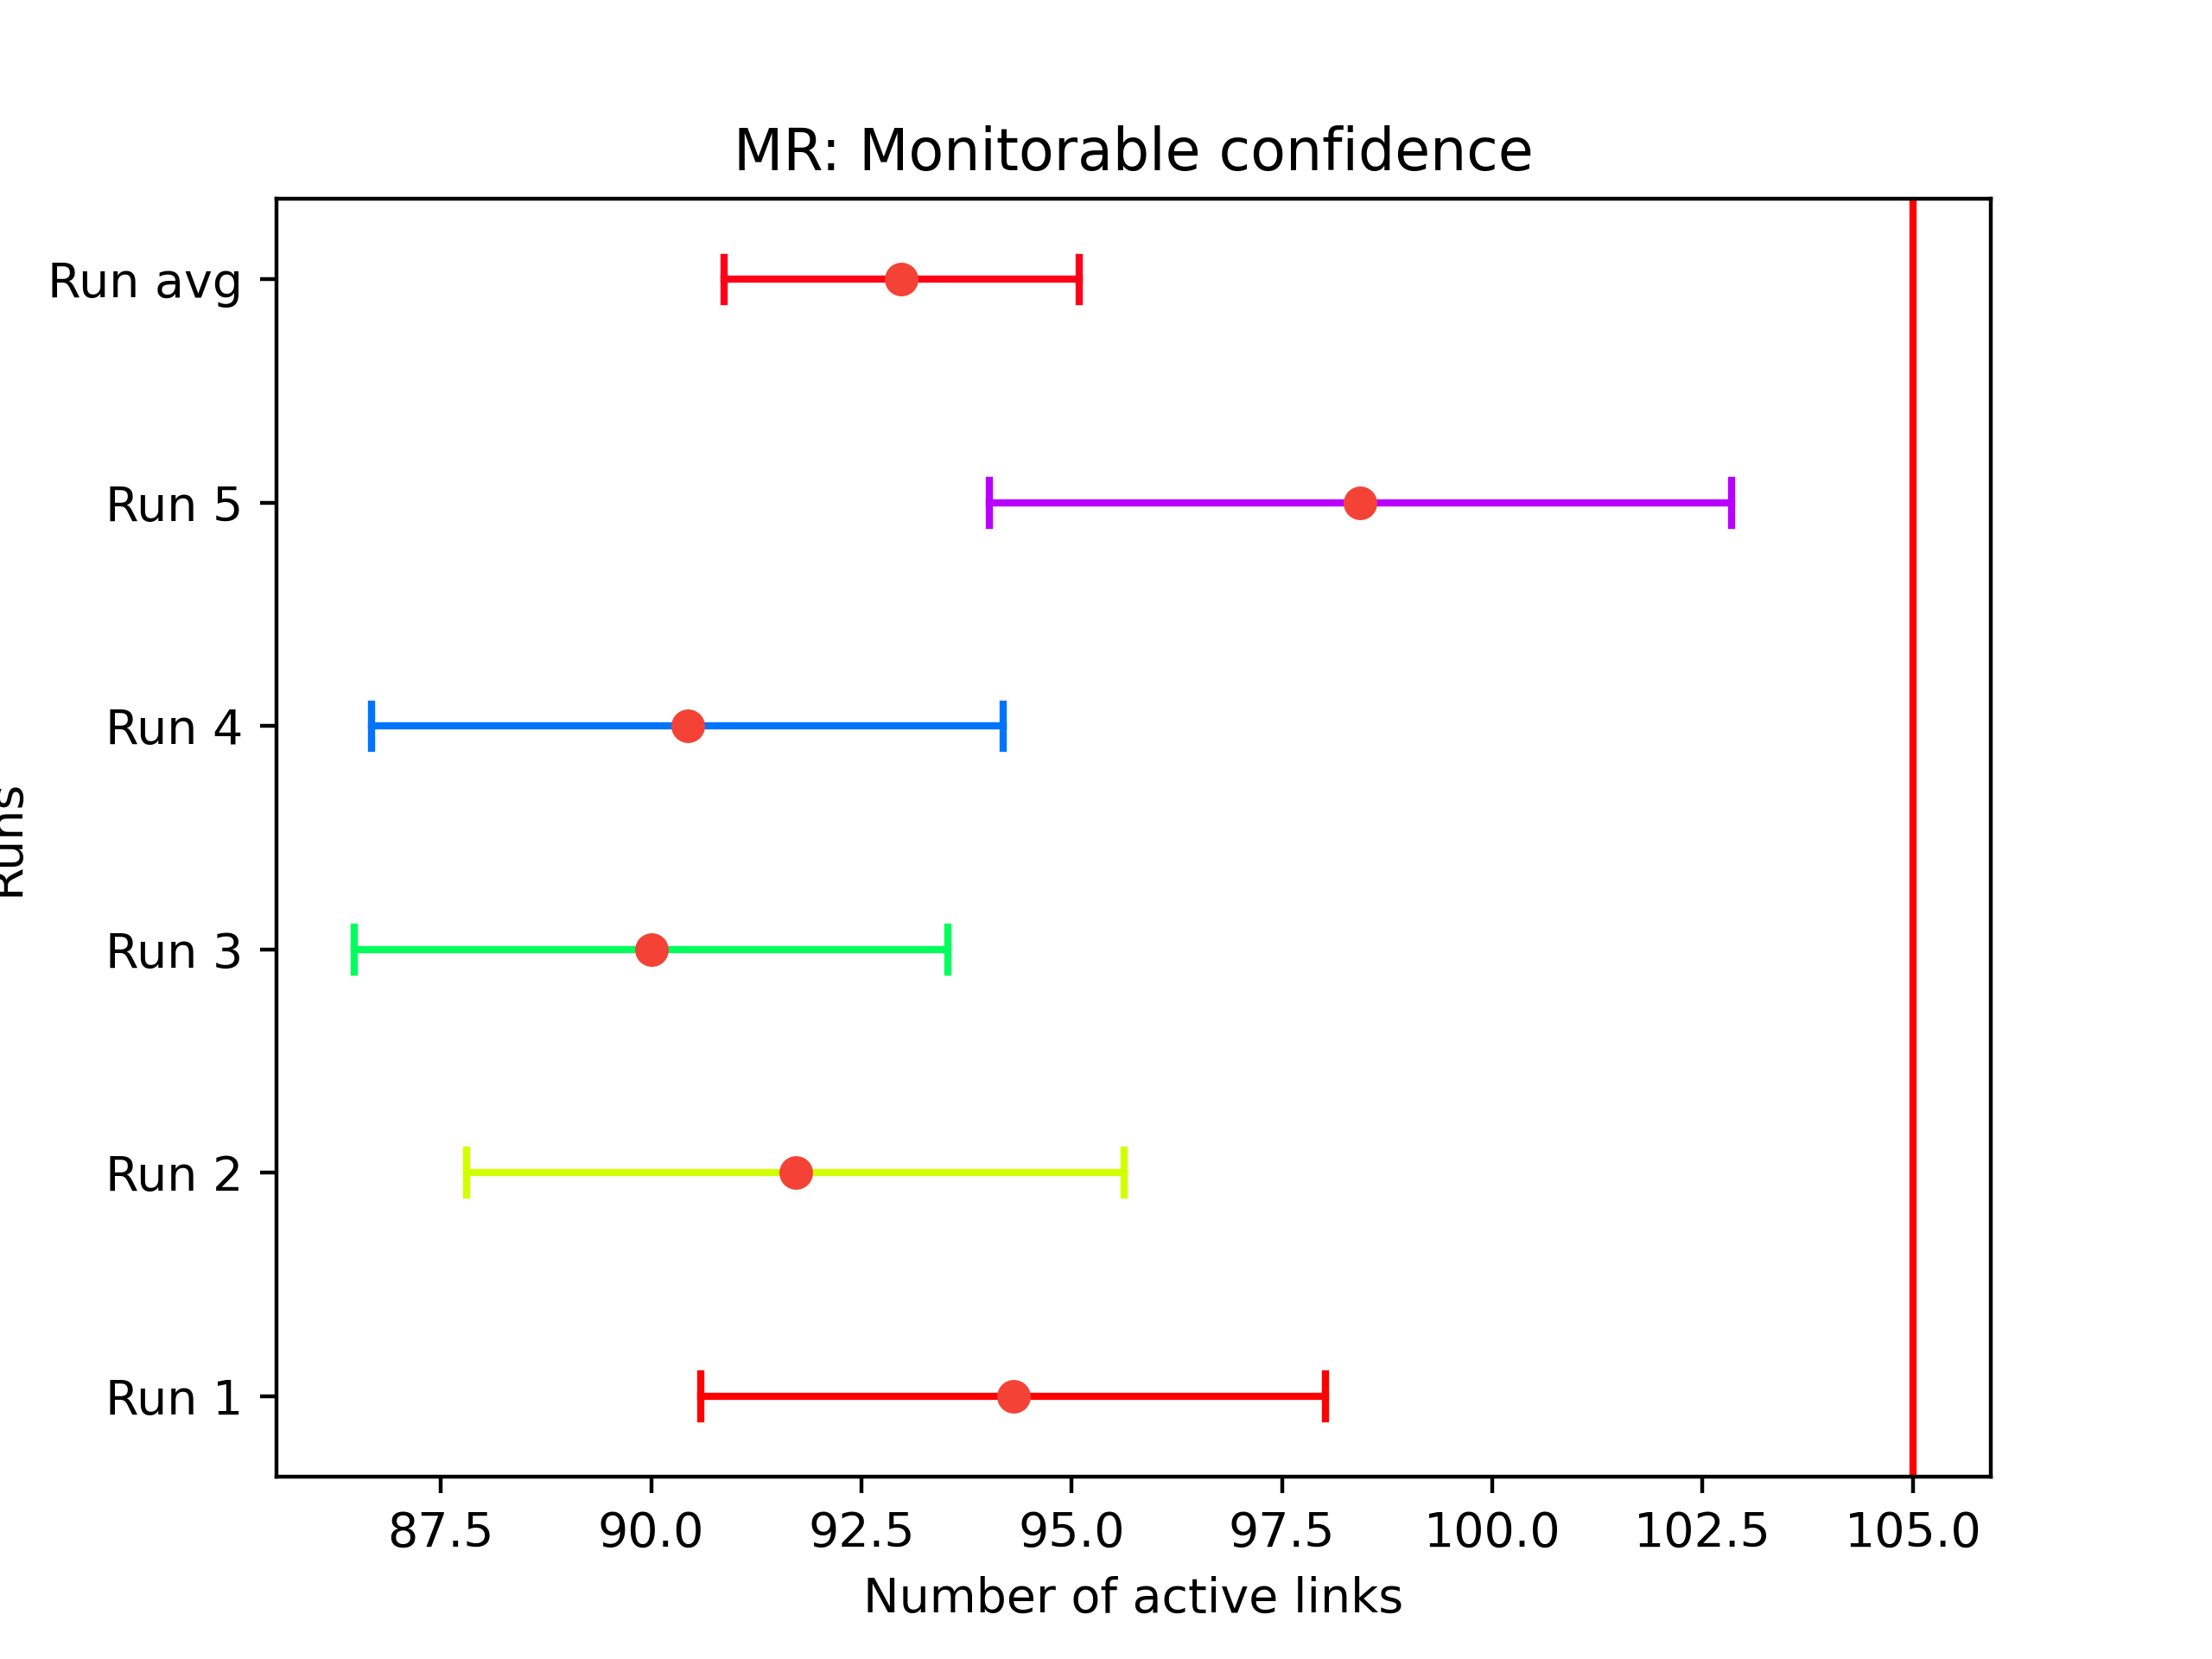 MR: Monitorable confidence
Run avg
Run 5
Run 4
Run 3
Run 2
Run 1
Runs
87.5 90.0 92.5 95.0 97.5 100.0 102.5 105.0
Number of active links